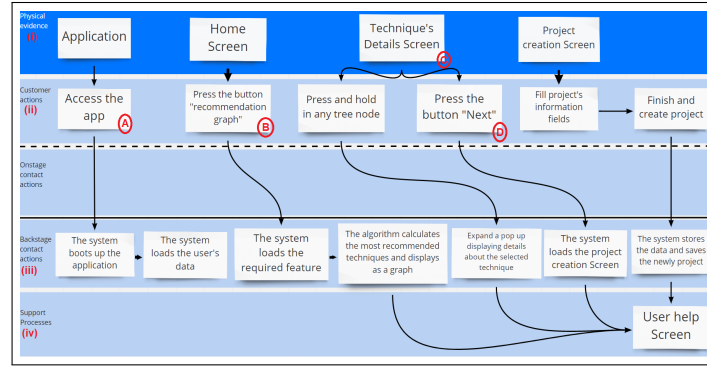 Physical
evidence
(i)
Application
Home
Screen
Technique's
Details Screen
C
Project
creation Screen
Customer
actions
(ii)
Access the
app
A
Press the button
"recommendation
graph"
B
Press and hold
in any tree node
Press the
button "Next"
D
Fill project's
information
fields
Finish and
create project
Onstage
contact
actions
Backstage
contact
actions
(iii)
The system
boots up the
application
The system
loads the user's
data
The system
loads the
required feature
The algorithm calculates
the most recommended
techniques and displays
as a graph
Expand a pop up
displaying details
about the selected
technique
The system
loads the project
creation Screen
The system stores
the data and saves
the newly project
Support
Processes
(iv)
User help
Screen